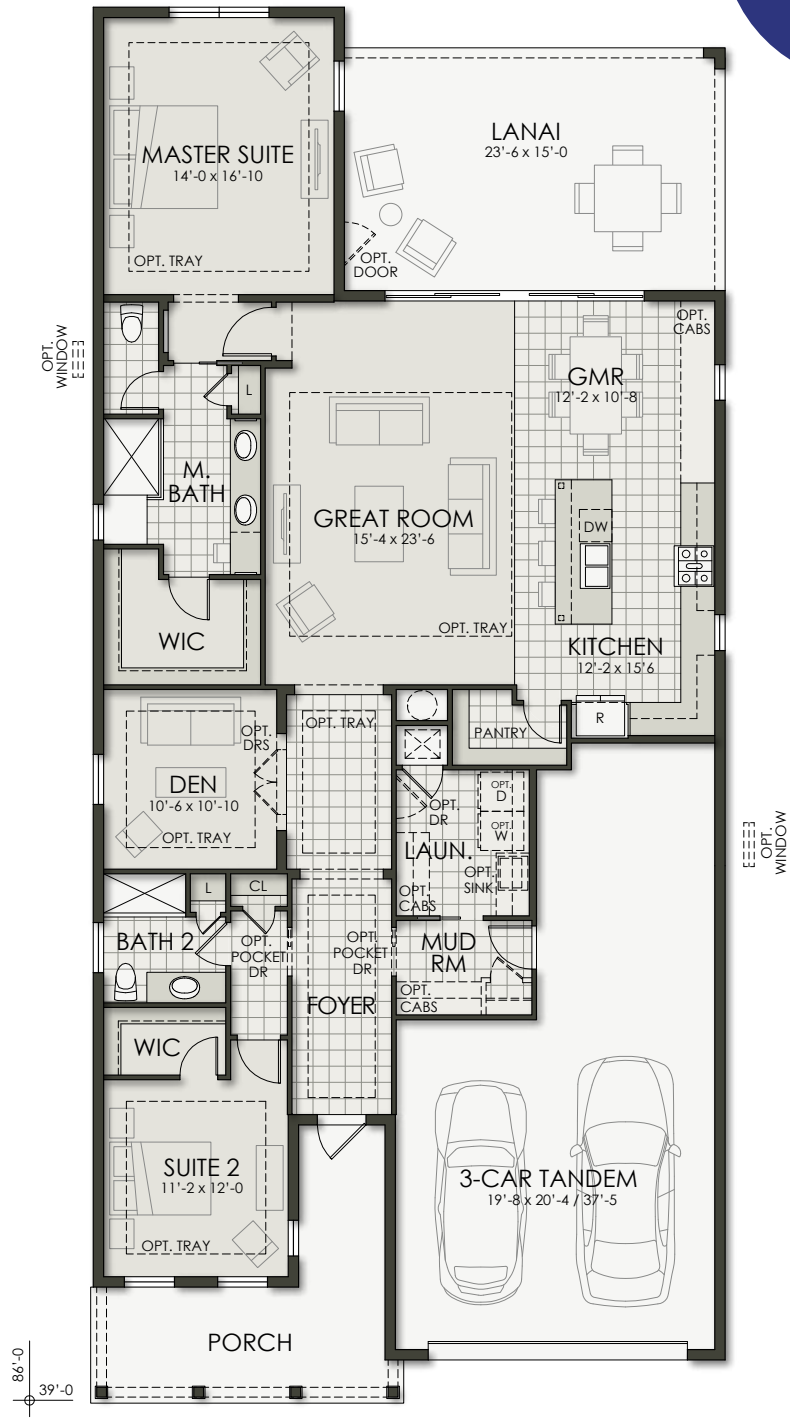 MASTER SUITE
14'-0 x 16'-10
OPT. TRAY
LANAI
23'-6 x 15'-0
OPT.
DOOR
OPT.
WINDOW
OPT.
CABS
GMR
12'-2 x 10'-8
L
M.
BATH
GREAT ROOM
15'-4 x 23'-6
OPT. TRAY
DW
KITCHEN
12'-2 x 15'6
WIC
R
PANTRY
OPT. TRAY
OPT.
DRS
DEN
10'-6 x 10'-10
OPT. TRAY
OPT.
DR
OPT.
D
OPT.
W
LAUN.
OPT.
SINK
OPT.
CABS
OPT.
WINDOW
L
CL
BATH 2
OPT.
POCKET
DR
OPT.
POCKET
DR
MUD
RM
OPT.
CABS
FOYER
WIC
SUITE 2
11'-2 x 12'-0
OPT. TRAY
3-CAR TANDEM
19'-8 x 20'-4 / 37'-5
PORCH
86'-0
39'-0